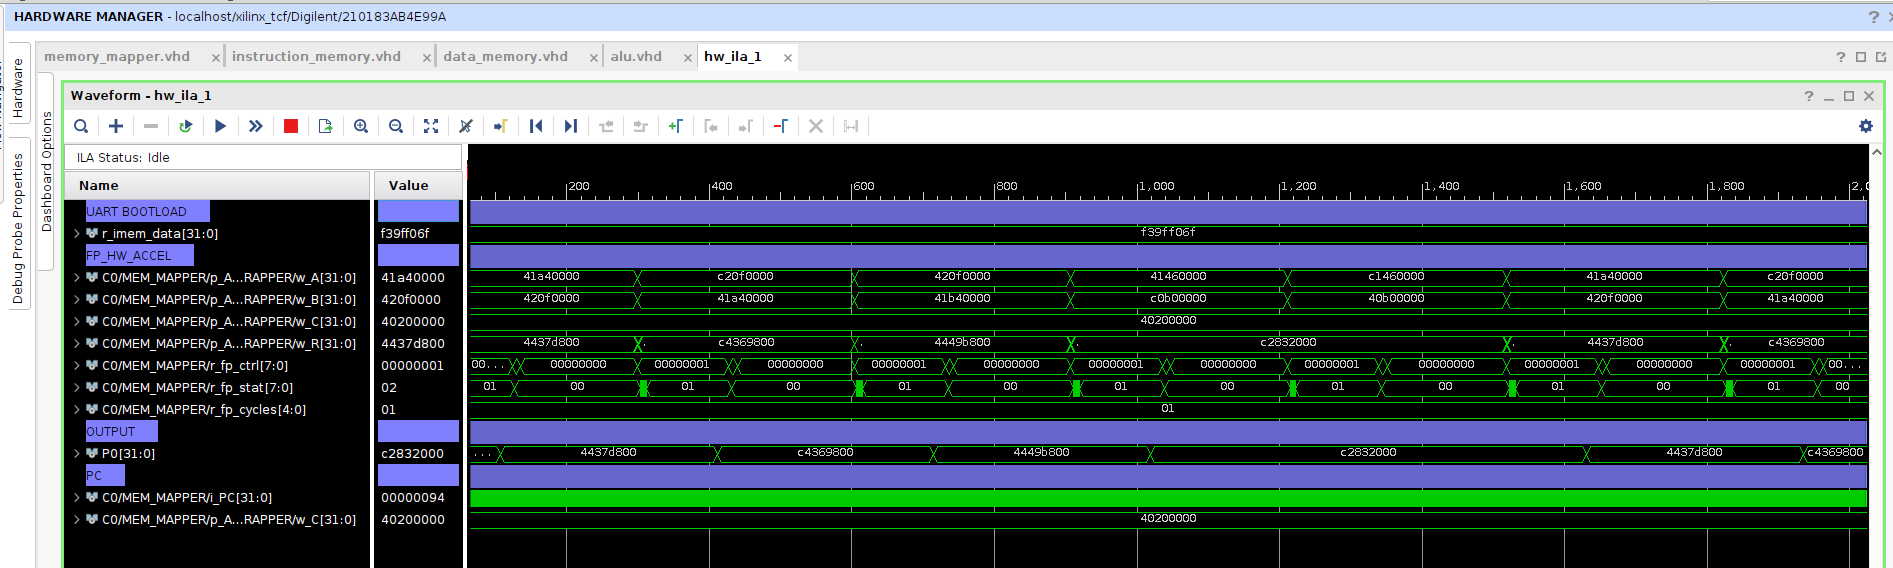 HARDWARE MANAGER - localhost/xilinx_tcf/Digilent/210183AB4E99A
memory_mapper.vhd instruction_memory.vhd data_memory.vhd alu.vhd hw_ila_1
Hardware
Debug Probe Properties
Dashboard Options
Waveform - hw_ila_1
ILA Status: Idle
Name Value
200 400 600 800 1,000 1,200 1,400 1,600 1,800
UART BOOTLOAD
r_imem_data[31:0] f39ff06f f39ff06f
FP_HW_ACCEL
C0/MEM_MAPPER/p_A...RAPPER/w_A[31:0] 41a40000 41a40000 c20f0000 420f0000 41460000 c1460000 41a40000 c20f0000
C0/MEM_MAPPER/p_A...RAPPER/w_B[31:0] 420f0000 420f0000 41a40000 41b40000 c0b00000 40b00000 420f0000 41a40000
C0/MEM_MAPPER/p_A...RAPPER/w_C[31:0] 40200000 40200000
C0/MEM_MAPPER/p_A...RAPPER/w_R[31:0] 4437d800 4437d800 . c4369800 . 4449b800 . c2832000 . 4437d800 . c4369800
C0/MEM_MAPPER/r_fp_ctrl[7:0] 00000001 00... 00000000 00000001 00000000 00000001 00000000 00000001 00000000 00000001 00000000 00000001 00000000 00000001 00...
C0/MEM_MAPPER/r_fp_stat[7:0] 02 01 00 01 00 01 00 01 00 01 00 01 00 01 00
C0/MEM_MAPPER/r_fp_cycles[4:0] 01 01
OUTPUT
P0[31:0] c2832000 ... 4437d800 c4369800 4449b800 c2832000 4437d800 c4369800
PC
C0/MEM_MAPPER/i_PC[31:0] 00000094
C0/MEM_MAPPER/p_A...RAPPER/w_C[31:0] 40200000 40200000